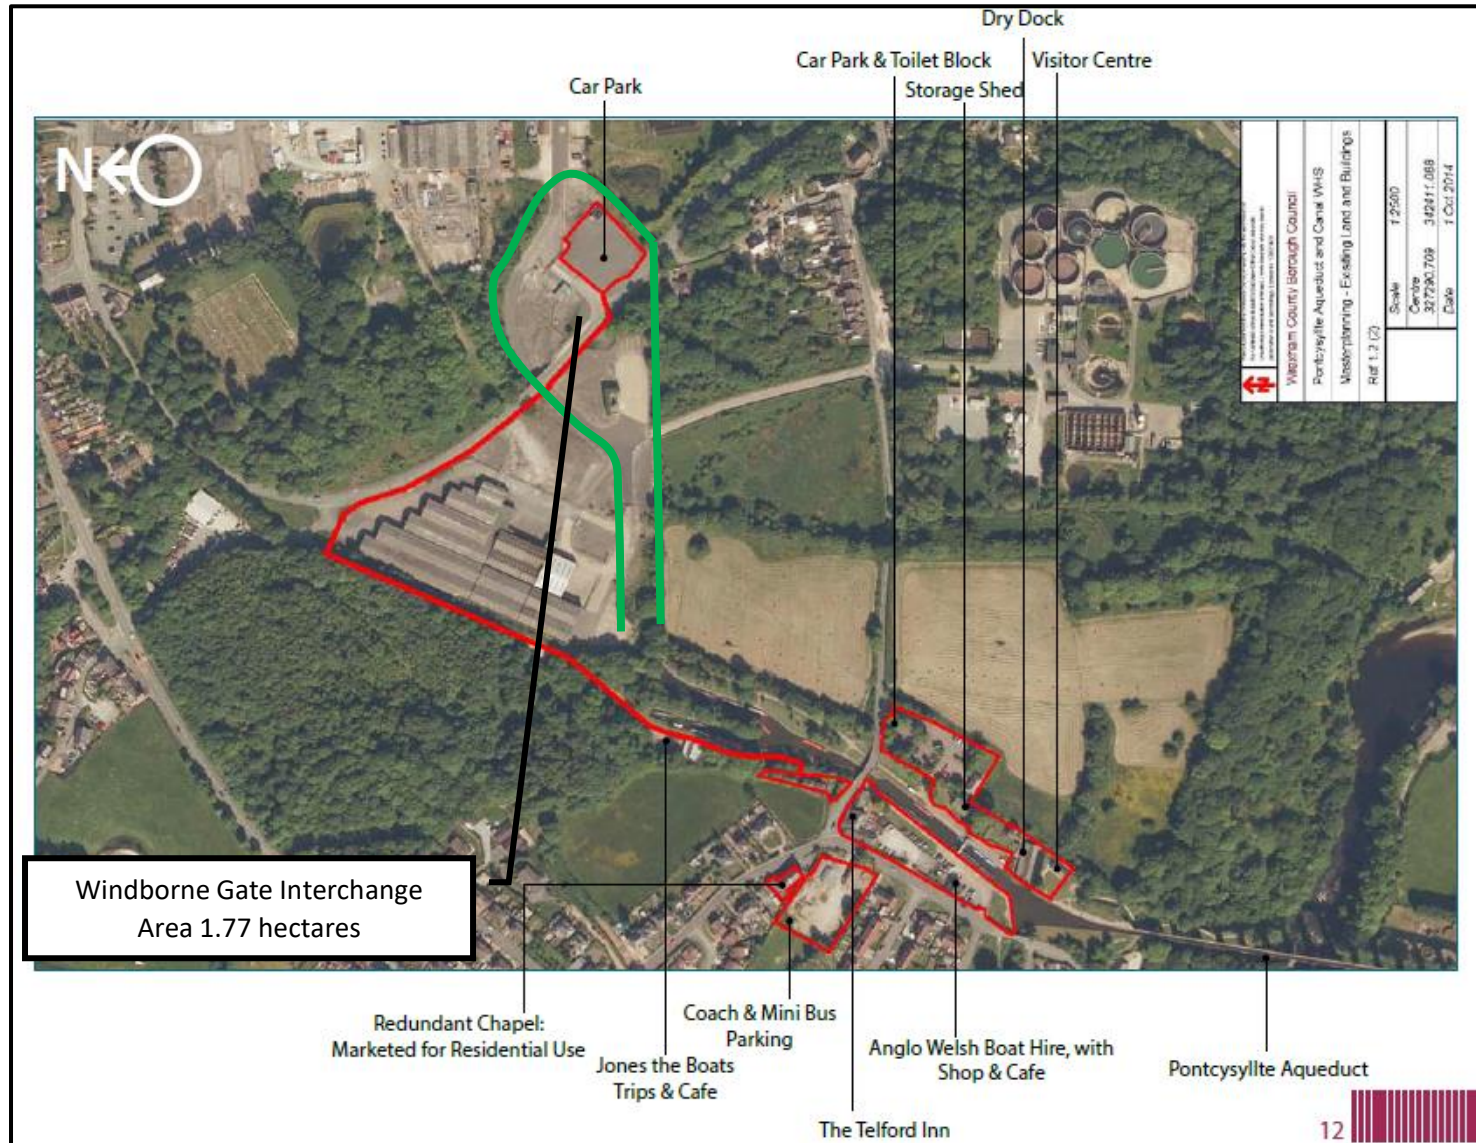 Dry Dock
Car Park & Toilet Block
Visitor Centre
Car Park
Storage Shed
N
Wrexham County Borough Council
Pontcysyllte Aqueduct and Canal WHS
Masterplanning - Existing Land and Buildings
Ref 1.2 (2)
Scale 1:2500
Centre
327290.709 342411.068
Date 1 Oct 2014
Windborne Gate Interchange
Area 1.77 hectares
Redundant Chapel:
Marketed for Residential Use
Jones the Boats
Trips & Cafe
Coach & Mini Bus
Parking
The Telford Inn
Anglo Welsh Boat Hire, with
Shop & Cafe
Pontcysyllte Aqueduct
12